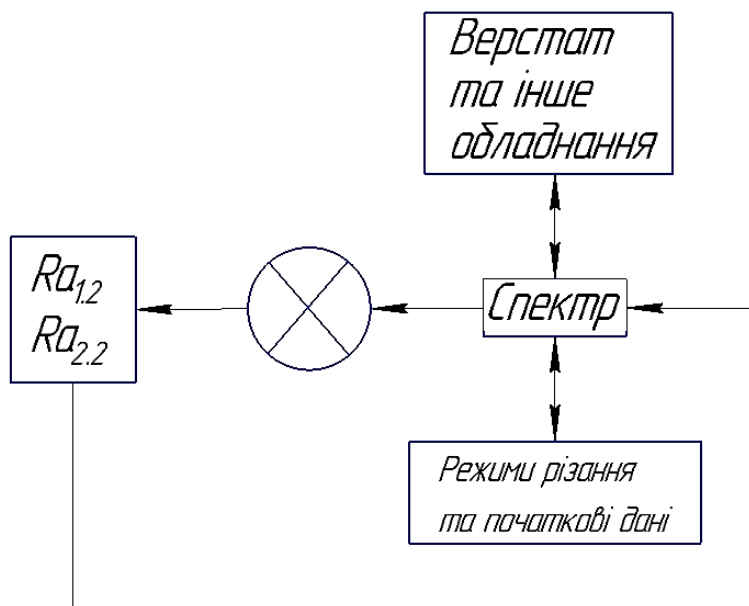 Верстат
та інше
обладнання
Ra1.2
Ra2.2
Спектр
Режими різання
та початкові дані